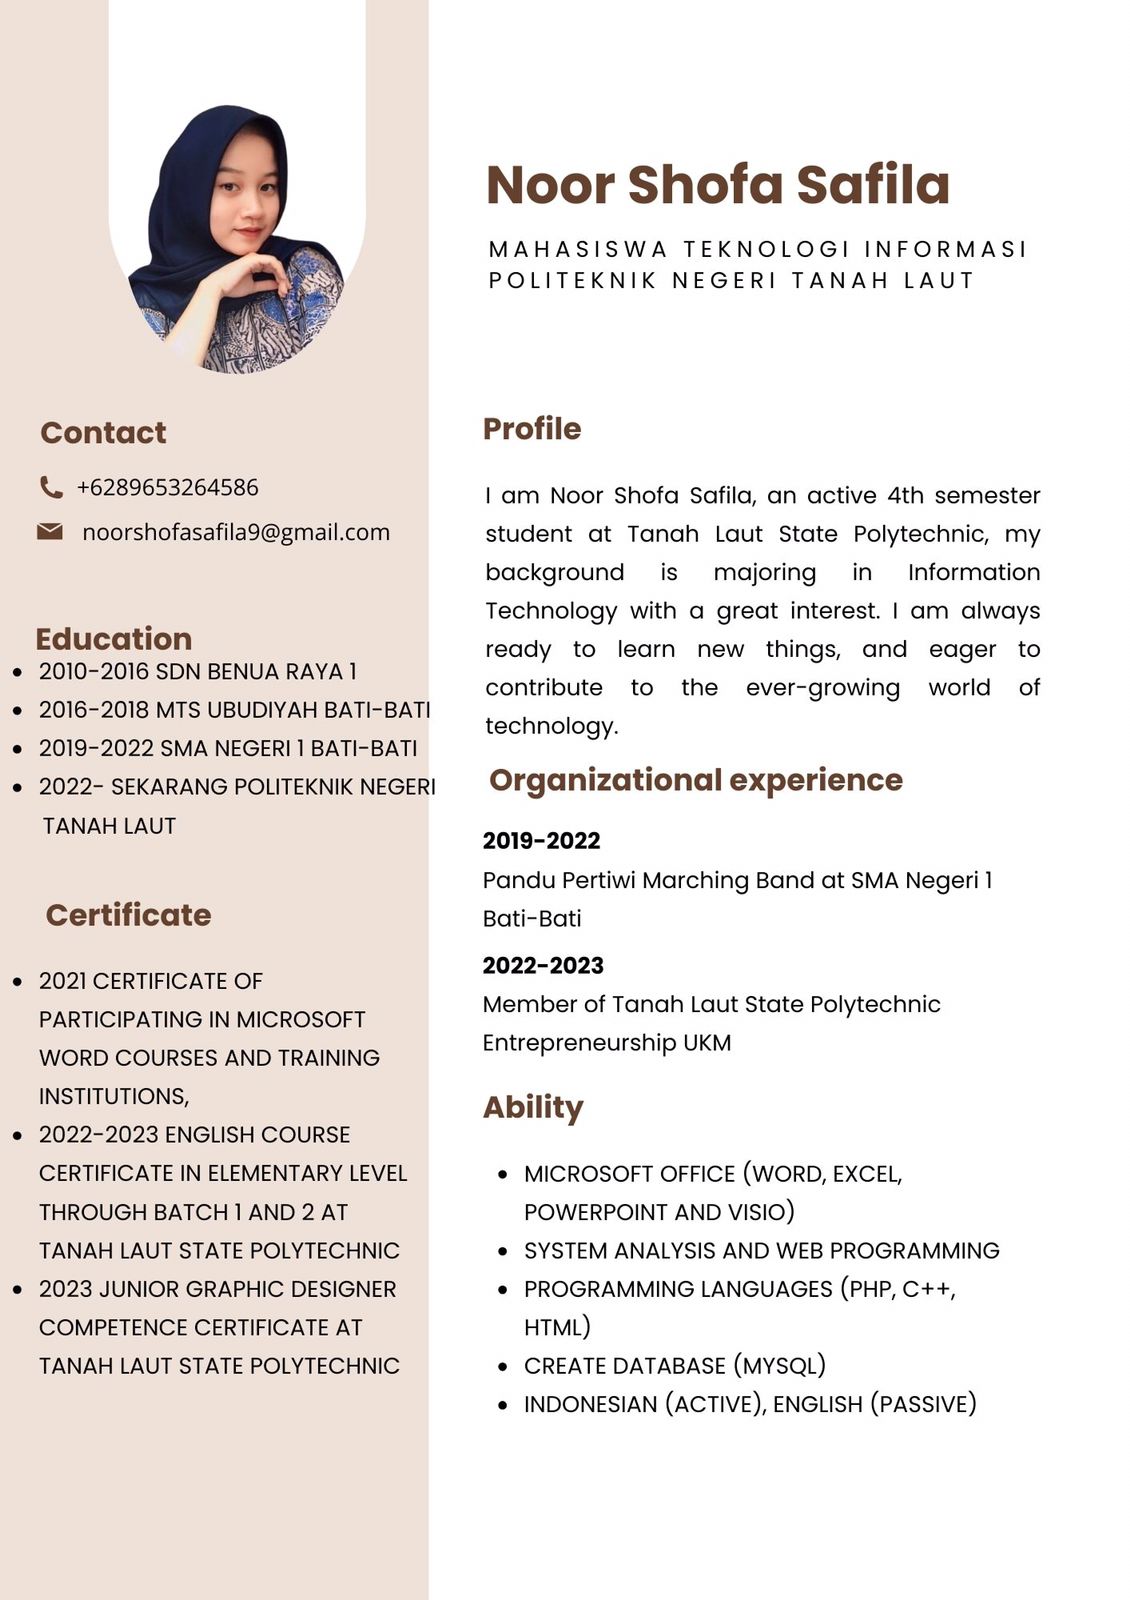 Noor Shofa Safila
MAHASISWA TEKNOLOGI INFORMASI
POLITEKNIK NEGERI TANAH LAUT
Contact
+6289653264586
noorshofasafila9@gmail.com
Education
• 2010-2016 SDN BENUA RAYA 1
• 2016-2018 MTS UBUDIYAH BATI-BATI
• 2019-2022 SMA NEGERI 1 BATI-BATI
• 2022- SEKARANG POLITEKNIK NEGERI
TANAH LAUT
Certificate
• 2021 CERTIFICATE OF
PARTICIPATING IN MICROSOFT
WORD COURSES AND TRAINING
INSTITUTIONS,
• 2022-2023 ENGLISH COURSE
CERTIFICATE IN ELEMENTARY LEVEL
THROUGH BATCH 1 AND 2 AT
TANAH LAUT STATE POLYTECHNIC
• 2023 JUNIOR GRAPHIC DESIGNER
COMPETENCE CERTIFICATE AT
TANAH LAUT STATE POLYTECHNIC
Profile
I am Noor Shofa Safila, an active 4th semester
student at Tanah Laut State Polytechnic, my
background is majoring in Information
Technology with a great interest. I am always
ready to learn new things, and eager to
contribute to the ever-growing world of
technology.
Organizational experience
2019-2022
Pandu Pertiwi Marching Band at SMA Negeri 1
Bati-Bati
2022-2023
Member of Tanah Laut State Polytechnic
Entrepreneurship UKM
Ability
• MICROSOFT OFFICE (WORD, EXCEL,
POWERPOINT AND VISIO)
• SYSTEM ANALYSIS AND WEB PROGRAMMING
• PROGRAMMING LANGUAGES (PHP, C++,
HTML)
• CREATE DATABASE (MYSQL)
• INDONESIAN (ACTIVE), ENGLISH (PASSIVE)